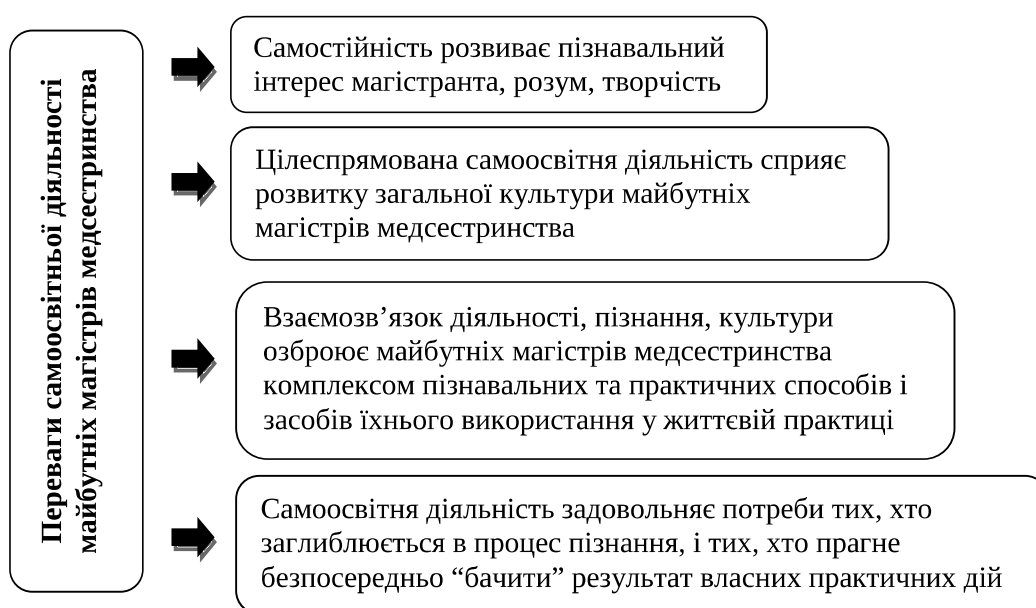 Переваги самоосвітньої діяльності
майбутніх магістрів медсестринства
Самостійність розвиває пізнавальний
інтерес магістранта, розум, творчість
Цілеспрямована самоосвітня діяльність сприяє
розвитку загальної культури майбутніх
магістрів медсестринства
Взаємозв’язок діяльності, пізнання, культури
озброює майбутніх магістрів медсестринства
комплексом пізнавальних та практичних способів і
засобів їхнього використання у життєвій практиці
Самоосвітня діяльність задовольняє потреби тих, хто
заглиблюється в процес пізнання, і тих, хто прагне
безпосередньо “бачити” результат власних практичних дій